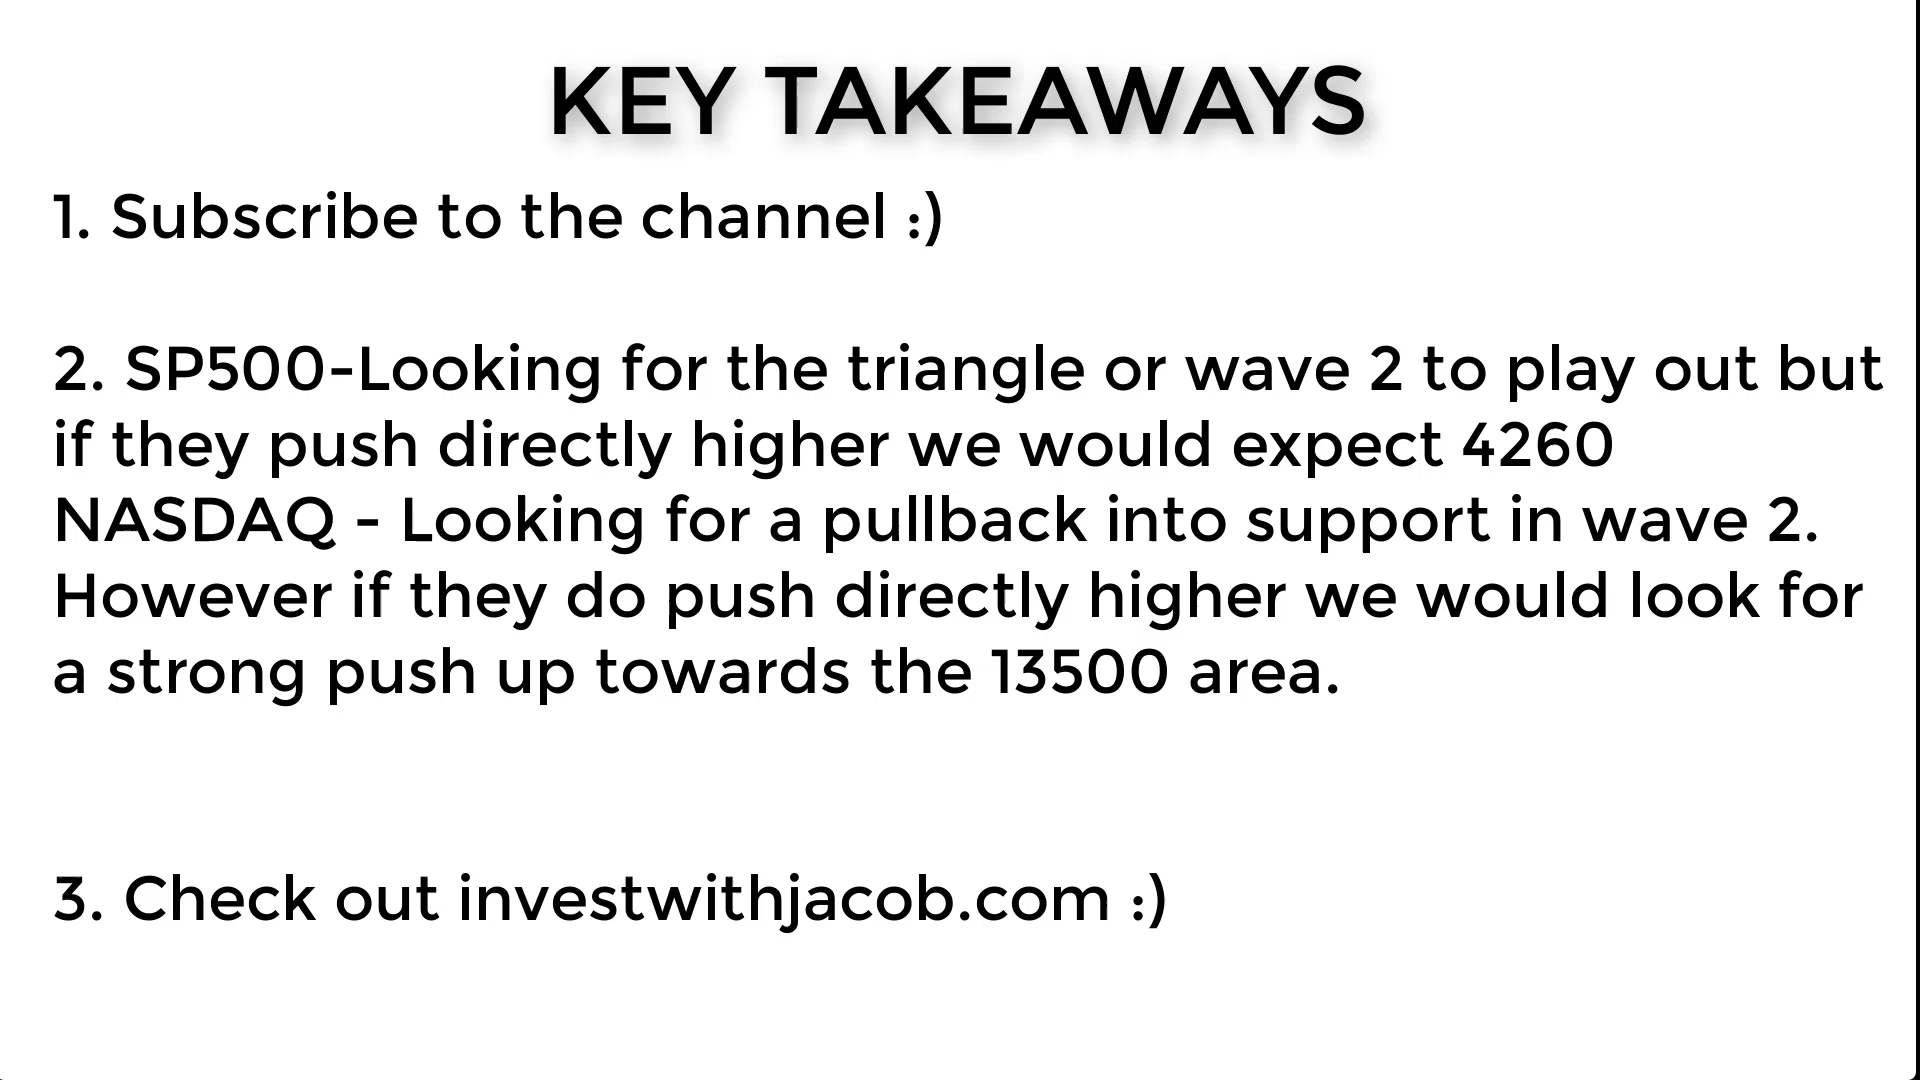 KEY TAKEAWAYS
1. Subscribe to the channel :)
2. SP500-Looking for the triangle or wave 2 to play out but
if they push directly higher we would expect 4260
NASDAQ - Looking for a pullback into support in wave 2.
However if they do push directly higher we would look for
a strong push up towards the 13500 area.
3. Check out investwithjacob.com :)